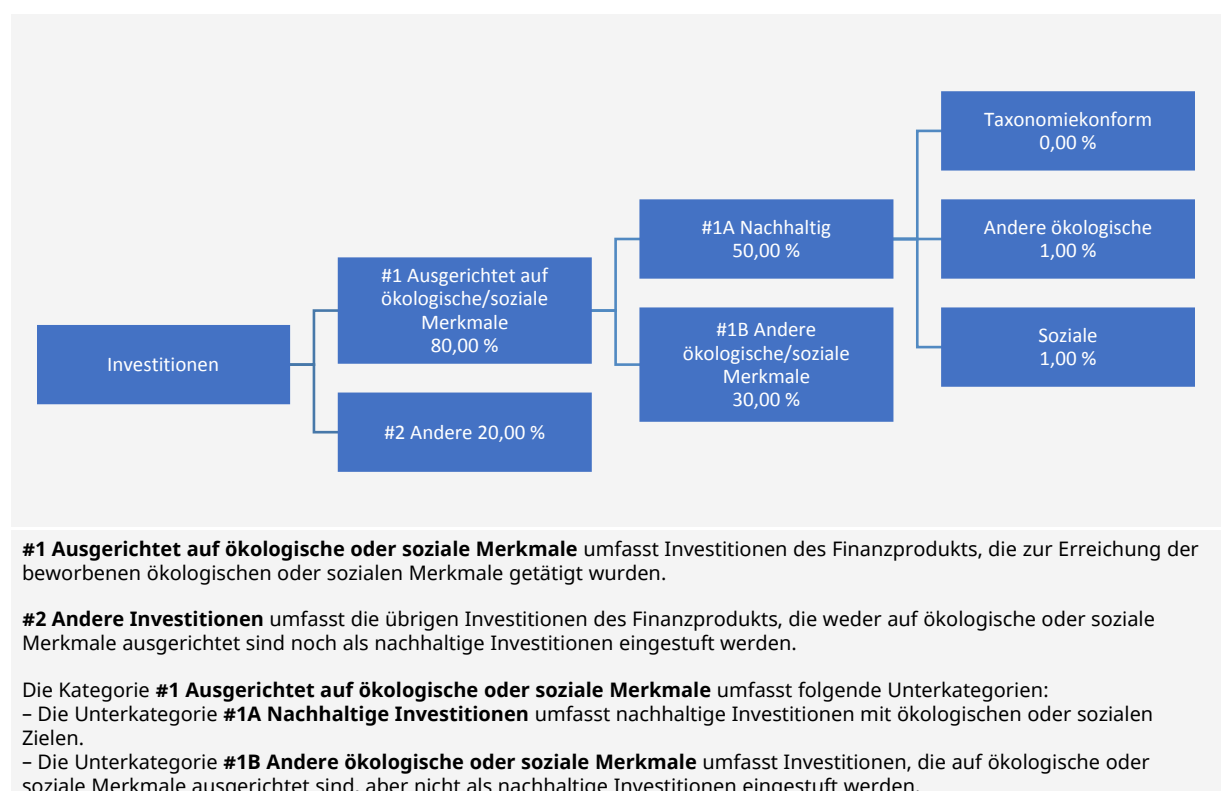 Taxonomiekonform
0,00 %
#1A Nachhaltig
50,00 %
Andere ökologische
1,00 %
#1 Ausgerichtet auf
ökologische/soziale
Merkmale
80,00 %
Investitionen
#1B Andere
ökologische/soziale
Merkmale
30,00 %
Soziale
1,00 %
#2 Andere 20,00 %
#1 Ausgerichtet auf ökologische oder soziale Merkmale umfasst Investitionen des Finanzprodukts, die zur Erreichung der
beworbenen ökologischen oder sozialen Merkmale getätigt wurden.
#2 Andere Investitionen umfasst die übrigen Investitionen des Finanzprodukts, die weder auf ökologische oder soziale
Merkmale ausgerichtet sind noch als nachhaltige Investitionen eingestuft werden.
Die Kategorie #1 Ausgerichtet auf ökologische oder soziale Merkmale umfasst folgende Unterkategorien:
– Die Unterkategorie #1A Nachhaltige Investitionen umfasst nachhaltige Investitionen mit ökologischen oder sozialen
Zielen.
– Die Unterkategorie #1B Andere ökologische oder soziale Merkmale umfasst Investitionen, die auf ökologische oder
soziale Merkmale ausgerichtet sind, aber nicht als nachhaltige Investitionen eingestuft werden.